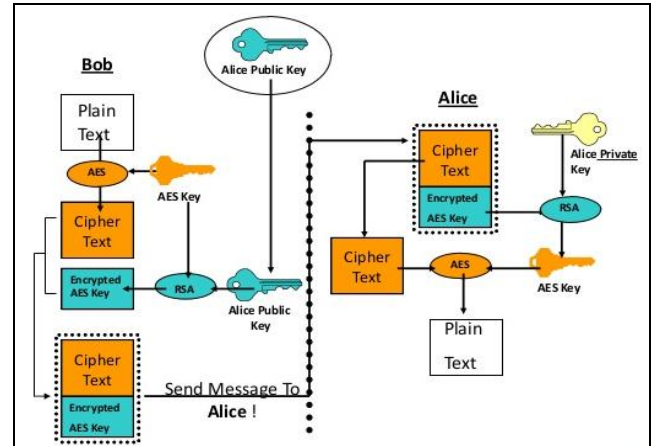 Alice Public Key
Bob
Plain
Text
AES
AES Key
Cipher
Text
Encrypted
AES Key
RSA
Alice Public
Key
Cipher
Text
Encrypted
AES Key
Send Message To
Alice !
Alice
Cipher
Text
Encrypted
AES Key
Alice Private
Key
RSA
Cipher
Text
AES
AES Key
Plain
Text